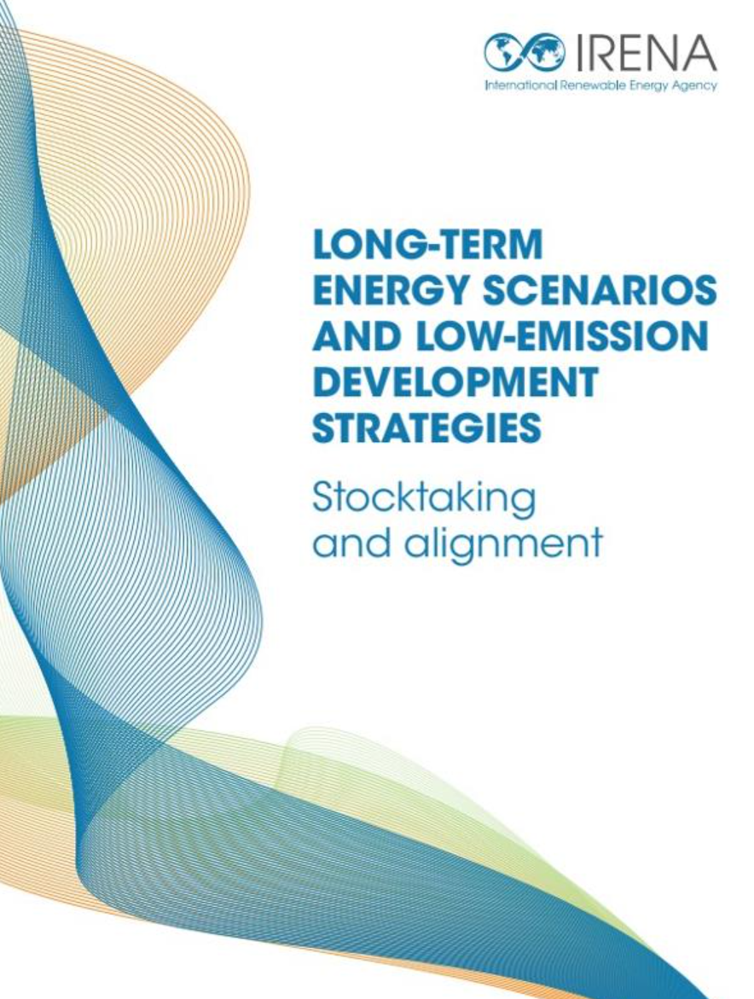 IRENA
International Renewable Energy Agency
LONG-TERM
ENERGY SCENARIOS
AND LOW-EMISSION
DEVELOPMENT
STRATEGIES
Stocktaking
and alignment